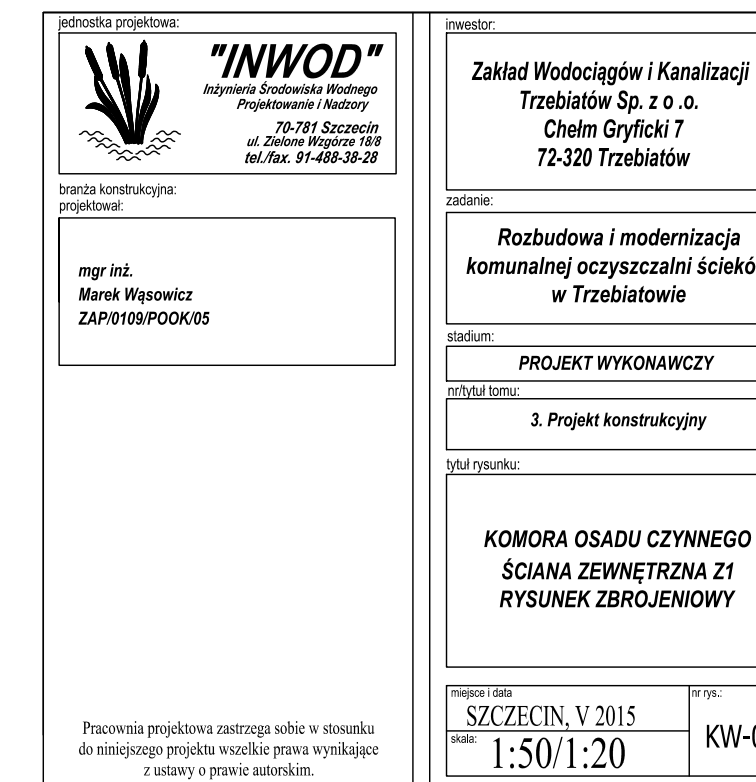 jednostka projektowa:
"INWOD"
Inżynieria Środowiska Wodnego
Projektowanie i Nadzory
70-781 Szczecin
ul. Zielone Wzgórze 18/8
tel./fax. 91-488-38-28
branża konstrukcyjna:
projektował:
mgr inż.
Marek Wąsowicz
ZAP/0109/POOK/05
Pracownia projektowa zastrzega sobie w stosunku
do niniejszego projektu wszelkie prawa wynikające
z ustawy o prawie autorskim.
inwestor:
Zakład Wodociągów i Kanalizacji
Trzebiatów Sp. z o .o.
Chełm Gryficki 7
72-320 Trzebiatów
zadanie:
Rozbudowa i modernizacja
komunalnej oczyszczalni
w Trzebiatowie
stadium:
PROJEKT WYKONAWCZY
nr/tytuł tomu:
3. Projekt konstrukcyjny
tytuł rysunku:
KOMORA OSADU CZYNNEGO
ŚCIANA ZEWNĘTRZNA Z1
RYSUNEK ZBROJENIOWY
miejsce i data
SZCZECIN, V 2015
skala:
1:50/1:20
nr rys.: